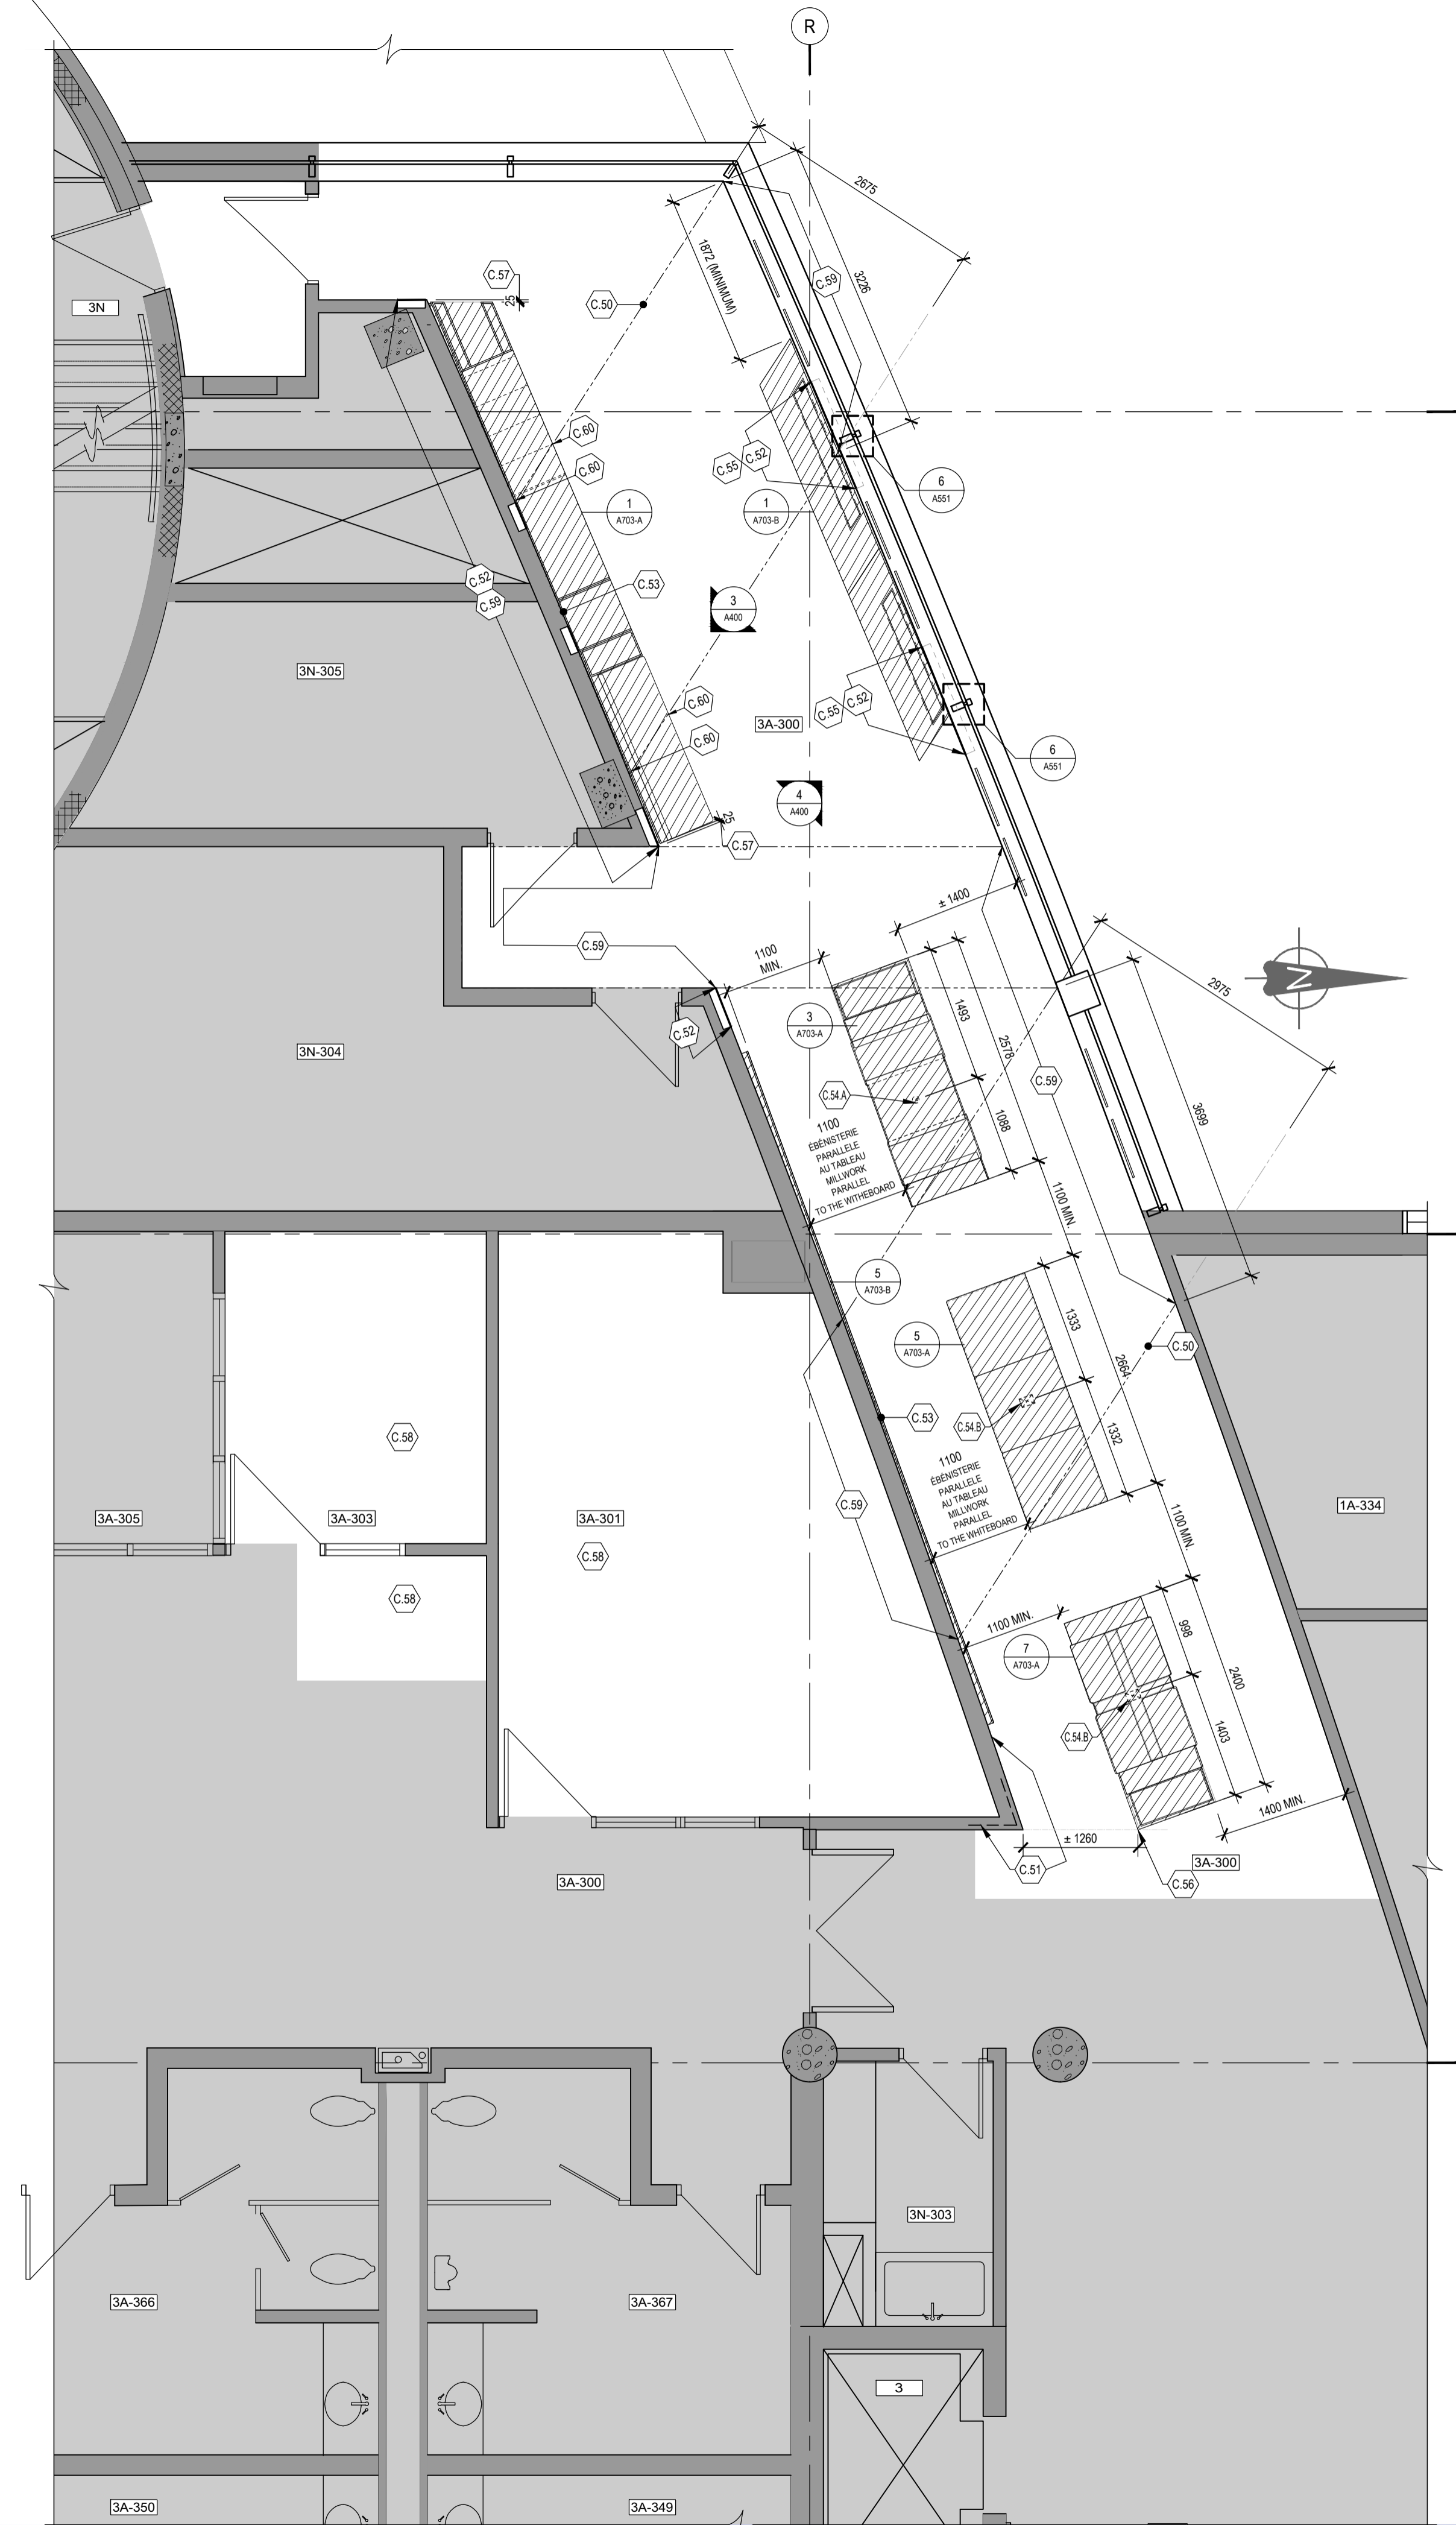 R
2675
3226
C.59
1872 (MINIMUM)
C.57
25
C.50
3N
C.60
C.60
C.52
C.55
1
A703-A
1
A703-B
6
A551
C.53
C.52
C.59
3
A400
3N-305
C.60
C.52
C.55
3A-300
C.60
6
A551
4
A400
25
C.57
± 1400
C.59
1100
MIN.
1493
2578
2975
N
3
A703-A
C.52
3N-304
C.59
C.54.A
3699
1088
1100
ÉBÉNISTERIE
PARALLELE
AU TABLEAU
MILLWORK
PARALLEL
TO THE WITHEBOARD
1100 MIN.
5
A703-B
1333
5
A703-A
C.50
2664
C.53
C.54.B
1332
C.58
1100
ÉBÉNISTERIE
PARALLELE
AU TABLEAU
MILLWORK
PARALLEL
TO THE WHITEBOARD
C.59
3A-305
3A-303
3A-301
1A-334
1100 MIN.
C.58
C.58
1100 MIN.
998
7
A703-A
2400
C.54.B
1403
1400 MIN.
± 1260
C.51
3A-300
3A-300
C.56
3N-303
3A-366
3A-367
3
3A-350
3A-349